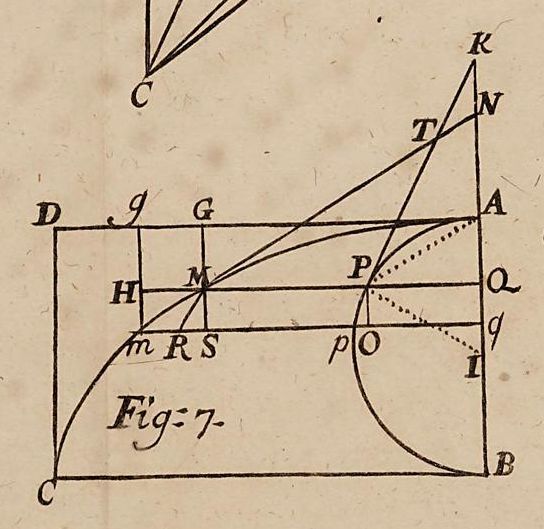 C
K
N
T
D g G A
H M P Q
m R S p O q
I
Fig: 7.
C B